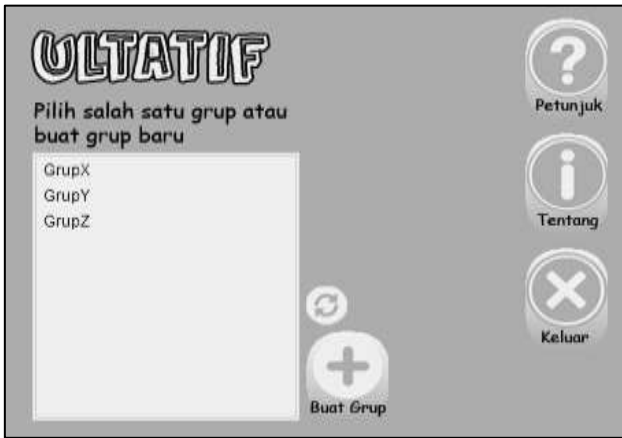 ULTATIF
Pilih salah satu grup atau
buat grup baru
GrupX
GrupY
GrupZ
Buat Grup
Petunjuk
Tentang
Keluar